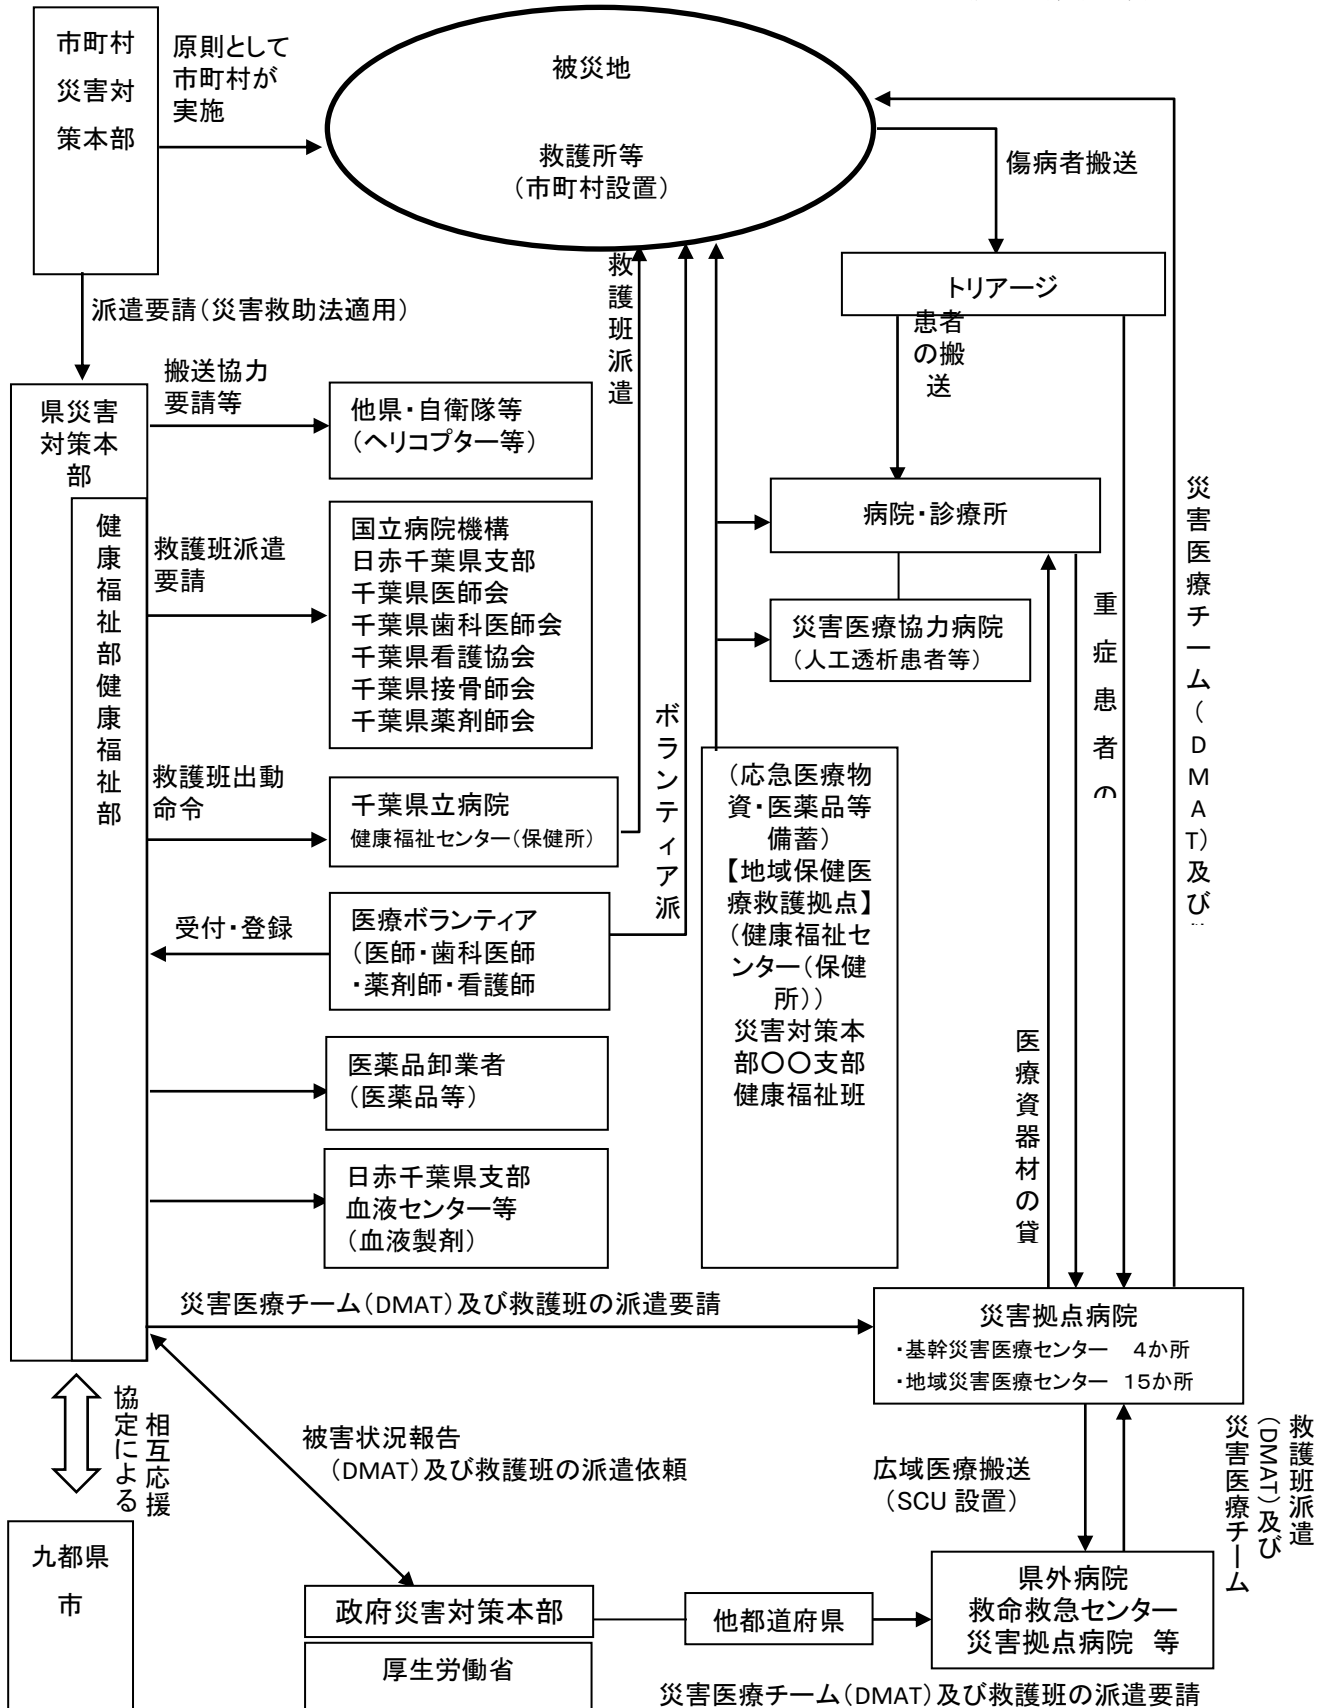 市町村
災害対
策本部
原則として
市町村が
実施
被災地
救護所等
（市町村設置）
傷病者搬送
トリアージ
派遣要請（災害救助法適用）
救護班派遣
患者
の搬
送
県災害
対策本
部
健康福祉部健康福祉部
搬送協力
要請等
他県・自衛隊等
（ヘリコプター等）
救護班派遣
要請
国立病院機構
日赤千葉県支部
千葉県医師会
千葉県歯科医師会
千葉県看護協会
千葉県接骨師会
千葉県薬剤師会
病院・診療所
災害医療協力病院
（人工透析患者等）
重症患者の
災害医療チーム（DMAT）及び
救護班出動
命令
千葉県立病院
健康福祉センター（保健所）
ボランティア派
（応急医療物
資・医薬品等
備蓄）
【地域保健医
療救護拠点】
（健康福祉セ
ンター（保健
所））
災害対策本
部〇〇支部
健康福祉班
受付・登録
医療ボランティア
（医師・歯科医師
・薬剤師・看護師
医薬品卸業者
（医薬品等）
医療資器材の貸
日赤千葉県支部
血液センター等
（血液製剤）
災害医療チーム（DMAT）及び救護班の派遣要請
災害拠点病院
・基幹災害医療センター　4か所
・地域災害医療センター　15か所
相互応援
協定による
被害状況報告
（DMAT）及び救護班の派遣依頼
広域医療搬送
（SCU 設置）
救護班派遣
（DMAT）及び
災害医療チーム
九都県
市
政府災害対策本部
厚生労働省
他都道府県
県外病院
救命救急センター
災害拠点病院　等
災害医療チーム（DMAT）及び救護班の派遣要請